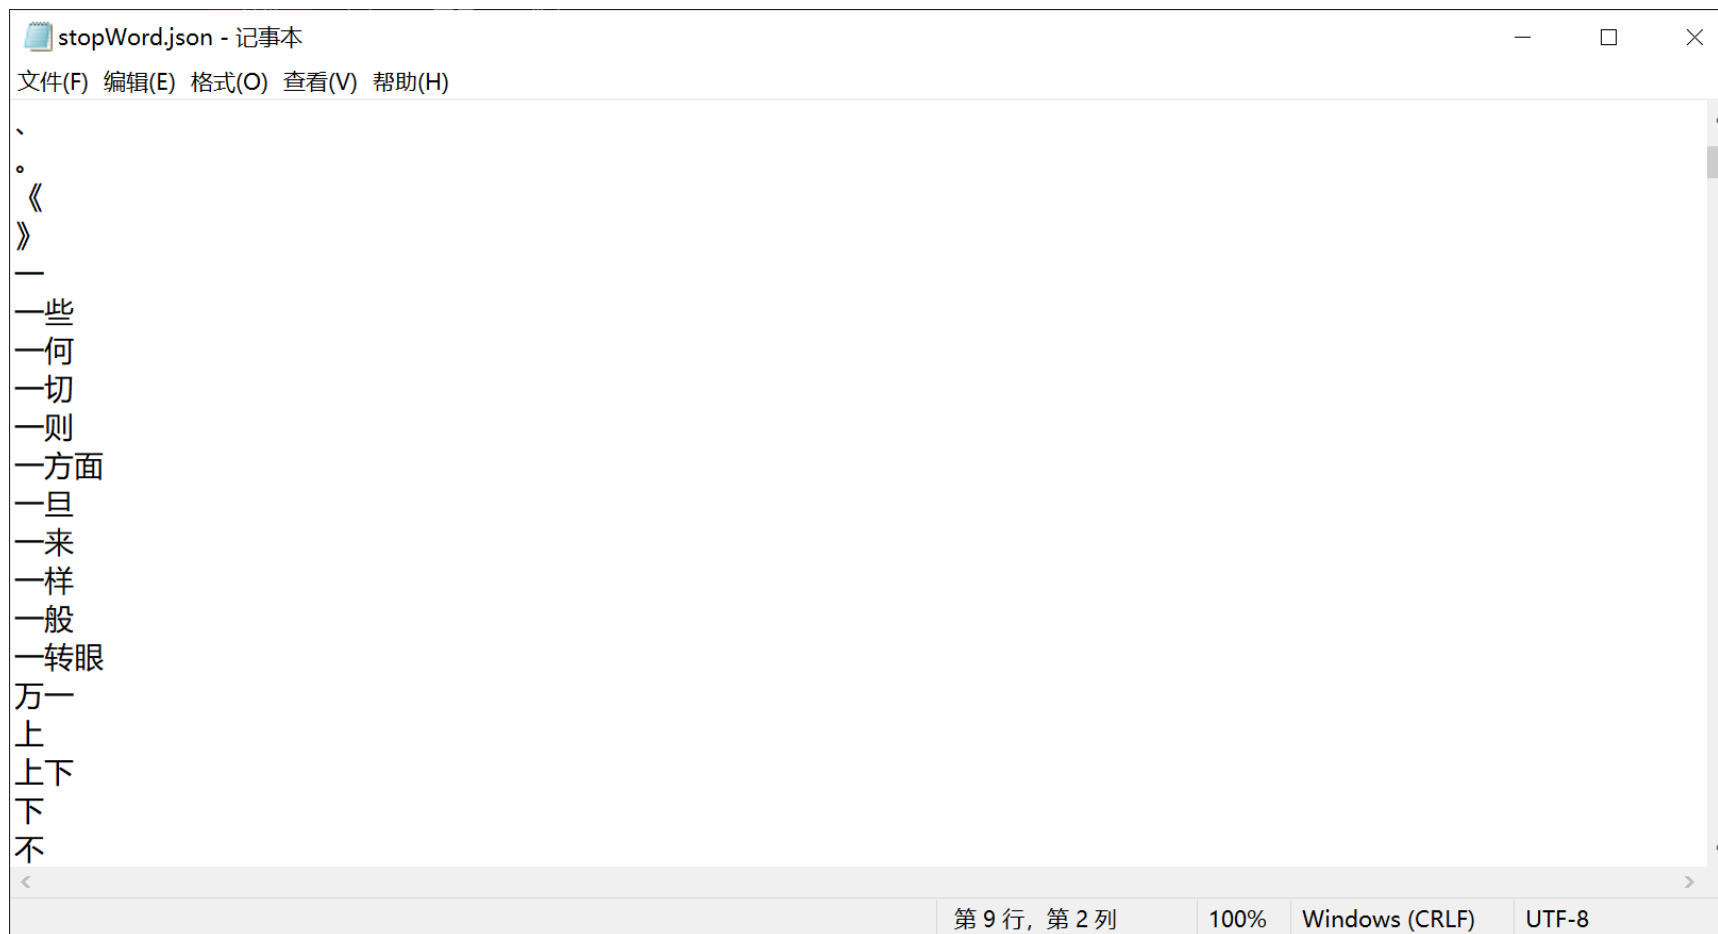 stopWord.json - 记事本
文件(F) 编辑(E) 格式(O) 查看(V) 帮助(H)
、
。
《
》
一
一些
一何
一切
一则
一方面
一旦
一来
一样
一般
一转眼
万一
上
上下
下
不
第 9 行，第 2 列 100% Windows (CRLF) UTF-8